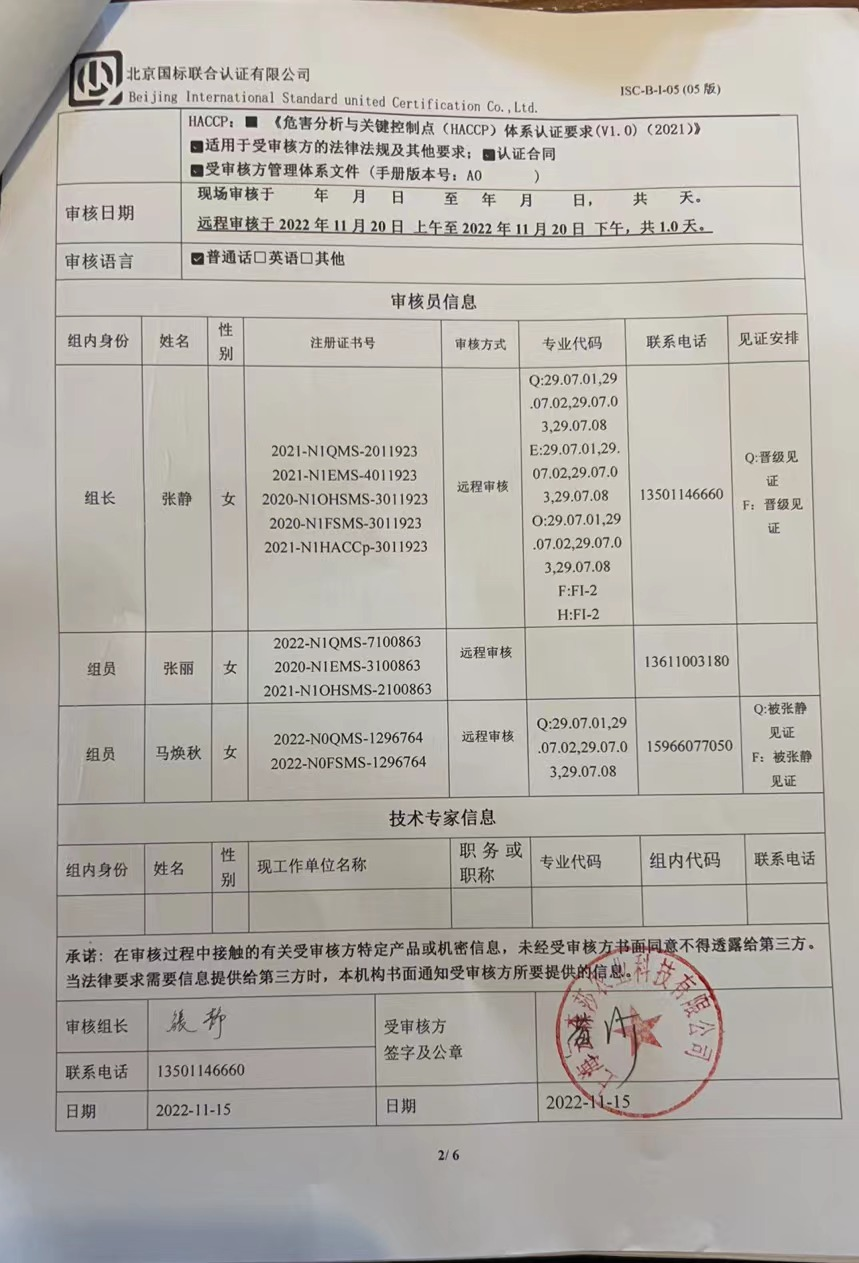 北京国标联合认证有限公司
Beijing International Standard united Certification Co.,Ltd.
ISC-B-I-05 (05 版)
HACCP：■ 《危害分析与关键控制点（HACCP）体系认证要求(V1.0)（2021)》
适用于受审核方的法律法规及其他要求；认证合同
受审核方管理体系文件（手册版本号：A0 ）
审核日期
现场审核于 年 月 日 至 年 月 日， 共 天。
远程审核于 2022 年 11 月 20 日 上午至 2022 年 11 月 20 日 下午，共 1.0 天。
审核语言
☑普通话☐英语☐其他
审核员信息
组内身份 姓名 性别 注册证书号 审核方式 专业代码 联系电话 见证安排
组长
张静
女
2021-N1QMS-2011923
2021-N1EMS-4011923
2020-N1OHSMS-3011923
2020-N1FSMS-3011923
2021-N1HACCp-3011923
远程审核
Q:29.07.01,29
.07.02,29.07.0
3,29.07.08
E:29.07.01,29.
07.02,29.07.0
3,29.07.08
O:29.07.01,29
.07.02,29.07.0
3,29.07.08
F:FI-2
H:FI-2
13501146660
Q:晋级见
证
F：晋级见
证
组员
张丽
女
2022-N1QMS-7100863
2020-N1EMS-3100863
2021-N1OHSMS-2100863
远程审核
13611003180
组员
马焕秋
女
2022-N0QMS-1296764
2022-N0FSMS-1296764
远程审核
Q:29.07.01,29
.07.02,29.07.0
3,29.07.08
15966077050
Q:被张静
见证
F：被张静
见证
技术专家信息
组内身份 姓名 性别 现工作单位名称 职务或职称 专业代码 组内代码 联系电话
承诺：在审核过程中接触的有关受审核方特定产品或机密信息，未经受审核方书面同意不得透露给第三方。
当法律要求需要信息提供给第三方时，本机构书面通知受审核方所要提供的信息。
审核组长
張静
受审核方
签字及公章
联系电话
13501146660
日期
2022-11-15
日期
2022-11-15
2/ 6